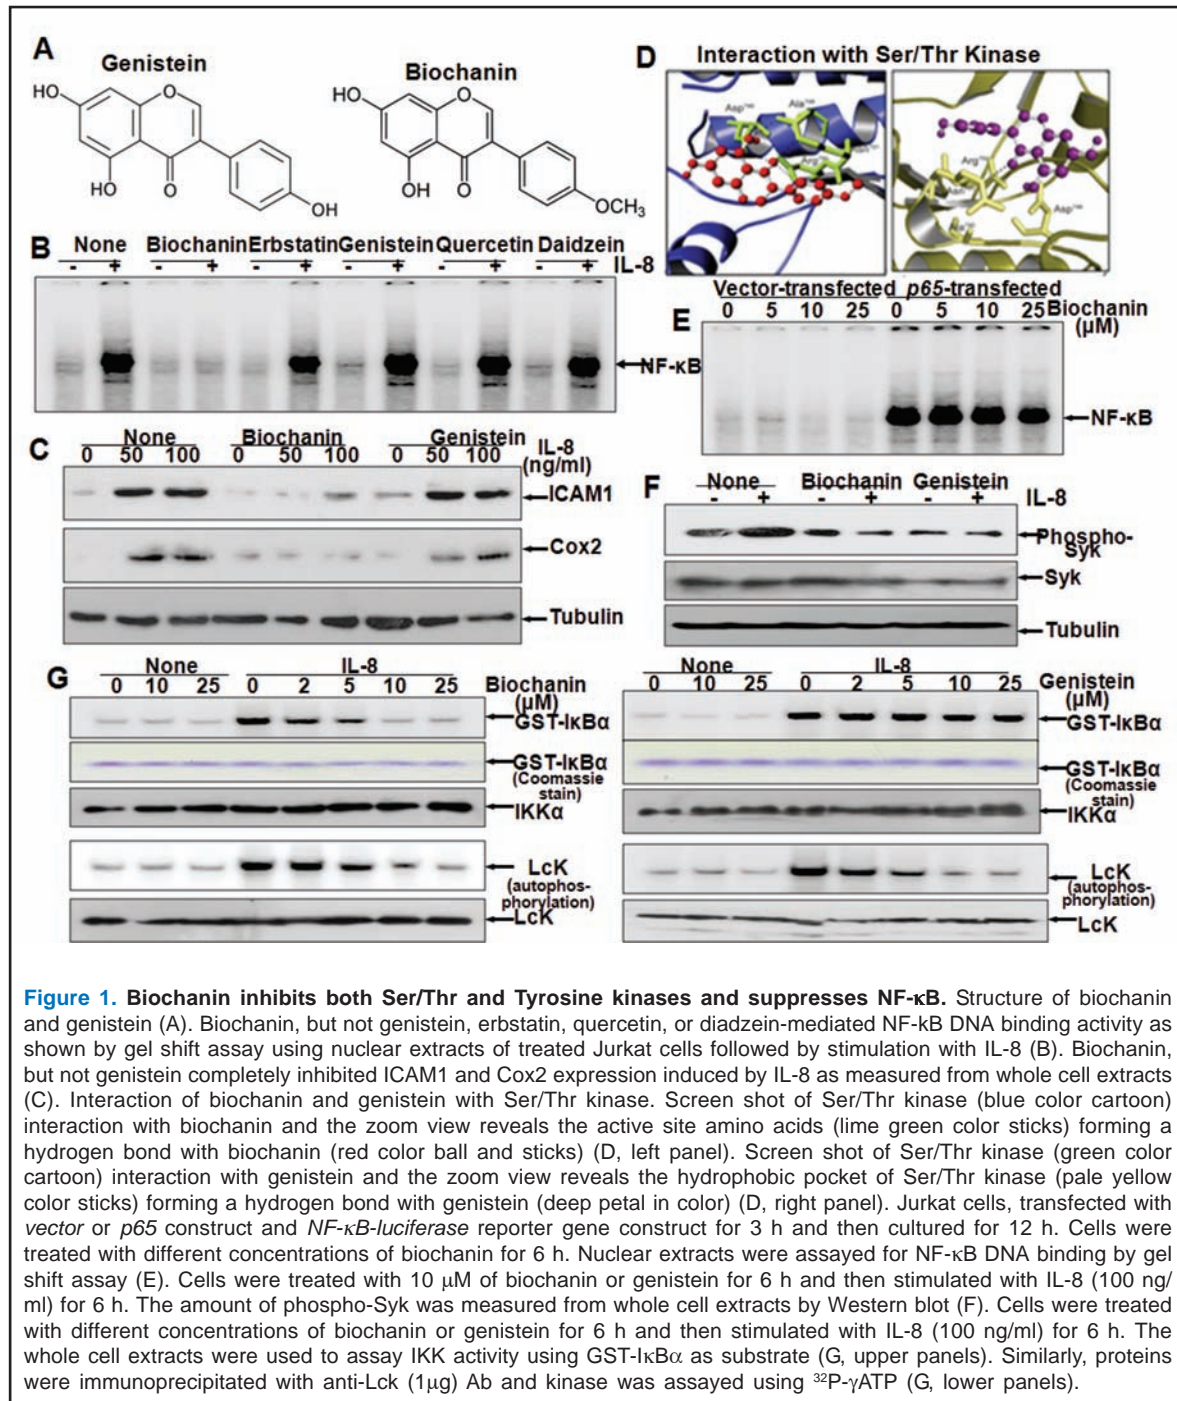 A
Genistein
Biochanin
HO
O
HO
O
OH
HO
O
OH
O
OCH3
D
Interaction with Ser/Thr Kinase
Asp
Ala
Arg
Arg
Asn
Asp
Ala
B
None Biochanin Erbstatin Genistein Quercetin Daidzein
- + - + - + - + - + - + IL-8
NF-κB
E
Vector-transfected p65-transfected
0 5 10 25 0 5 10 25 Biochanin
(μM)
NF-κB
C
None Biochanin Genistein
0 50 100 0 50 100 0 50 100 IL-8
(ng/ml)
ICAM1
Cox2
Tubulin
F
None Biochanin Genistein
- + - + - + IL-8
Phospho-
Syk
Syk
Tubulin
G
None IL-8
0 10 25 0 2 5 10 25 Biochanin
(μM)
GST-IκBα
GST-IκBα
(Coomassie
stain)
IKKα
LcK
(autophos-
phorylation)
LcK
None IL-8
0 10 25 0 2 5 10 25 Genistein
(μM)
GST-IκBα
GST-IκBα
(Coomassie
stain)
IKKα
LcK
(autophos-
phorylation)
LcK
Figure 1. Biochanin inhibits both Ser/Thr and Tyrosine kinases and suppresses NF-κB. Structure of biochanin
and genistein (A). Biochanin, but not genistein, erbstatin, quercetin, or diadzein-mediated NF-kB DNA binding activity as
shown by gel shift assay using nuclear extracts of treated Jurkat cells followed by stimulation with IL-8 (B). Biochanin,
but not genistein completely inhibited ICAM1 and Cox2 expression induced by IL-8 as measured from whole cell extracts
(C). Interaction of biochanin and genistein with Ser/Thr kinase. Screen shot of Ser/Thr kinase (blue color cartoon)
interaction with biochanin and the zoom view reveals the active site amino acids (lime green color sticks) forming a
hydrogen bond with biochanin (red color ball and sticks) (D, left panel). Screen shot of Ser/Thr kinase (green color
cartoon) interaction with genistein and the zoom view reveals the hydrophobic pocket of Ser/Thr kinase (pale yellow
color sticks) forming a hydrogen bond with genistein (deep petal in color) (D, right panel). Jurkat cells, transfected with
vector or p65 construct and NF-κB-luciferase reporter gene construct for 3 h and then cultured for 12 h. Cells were
treated with different concentrations of biochanin for 6 h. Nuclear extracts were assayed for NF-κB DNA binding by gel
shift assay (E). Cells were treated with 10 μM of biochanin or genistein for 6 h and then stimulated with IL-8 (100 ng/
ml) for 6 h. The amount of phospho-Syk was measured from whole cell extracts by Western blot (F). Cells were treated
with different concentrations of biochanin or genistein for 6 h and then stimulated with IL-8 (100 ng/ml) for 6 h. The
whole cell extracts were used to assay IKK activity using GST-IκBα as substrate (G, upper panels). Similarly, proteins
were immunoprecipitated with anti-Lck (1μg) Ab and kinase was assayed using ³²P-γATP (G, lower panels).